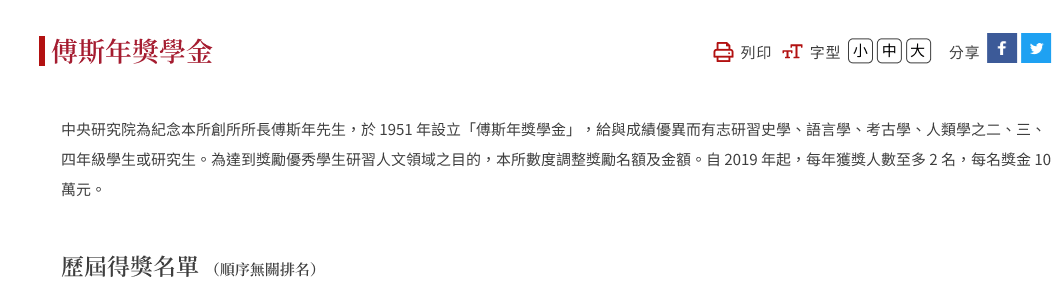 傅斯年獎學金
列印 字型 小 中 大 分享
中央研究院為紀念本所創所所長傅斯年先生，於 1951 年設立「傅斯年獎學金」，給與成績優異而有志研習史學、語言學、考古學、人類學之二、三、
四年級學生或研究生。為達到獎勵優秀學生研習人文領域之目的，本所數度調整獎勵名額及金額。自 2019 年起，每年獲獎人數至多 2 名，每名獎金 10
萬元。
歷屆得獎名單 （順序無關排名）